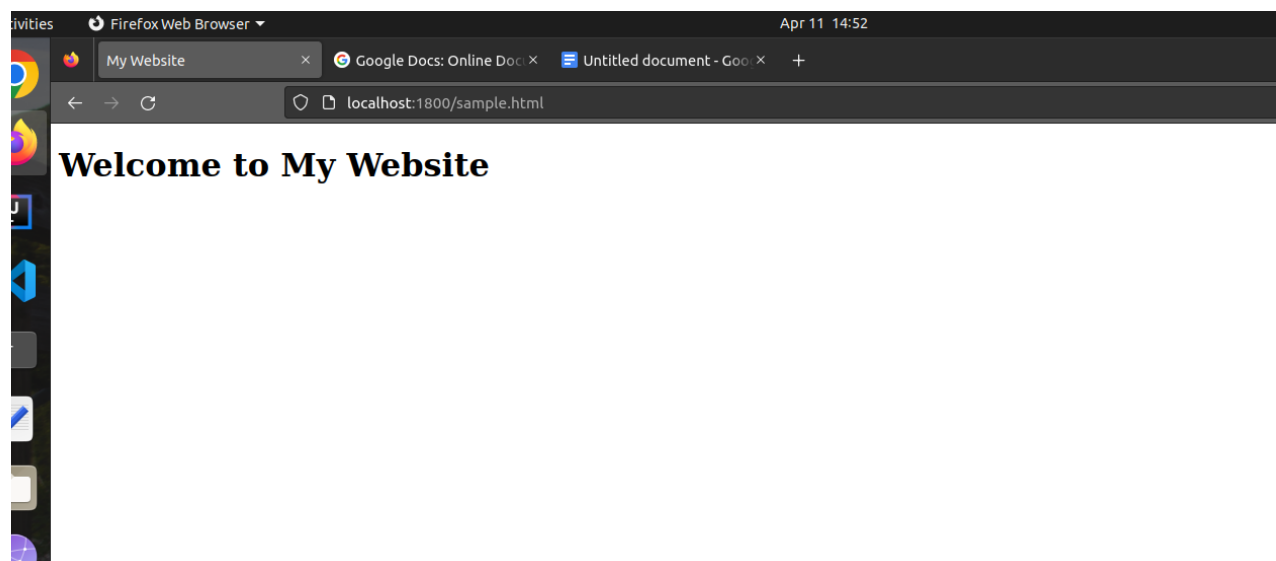 tivities Firefox Web Browser Apr 11 14:52
My Website Google Docs: Online Doc Untitled document - Goo
localhost:1800/sample.html
Welcome to My Website